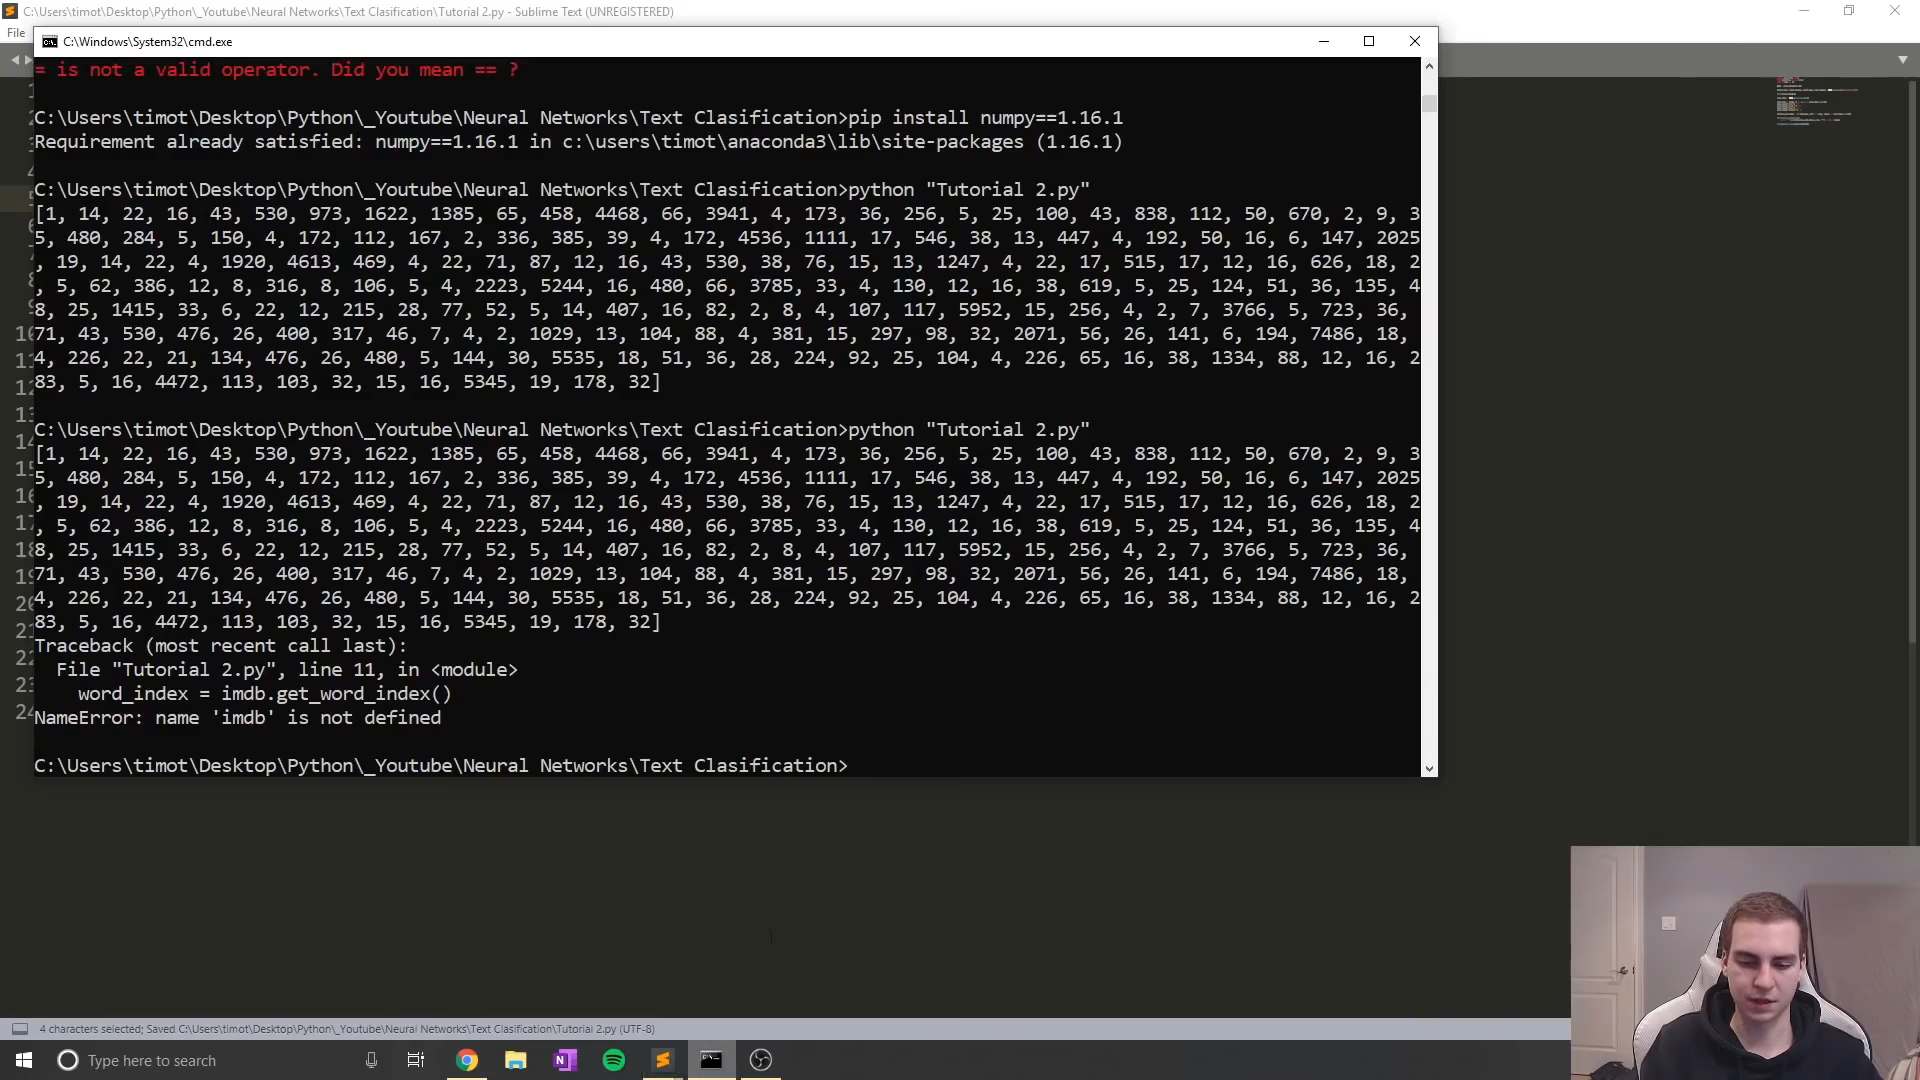 C:\Users\timot\Desktop\Python\_Youtube\Neural Networks\Text Clasification\Tutorial 2.py - Sublime Text (UNREGISTERED)
File
C:\Windows\System32\cmd.exe
= is not a valid operator. Did you mean == ?
C:\Users\timot\Desktop\Python\_Youtube\Neural Networks\Text Clasification>pip install numpy==1.16.1
Requirement already satisfied: numpy==1.16.1 in c:\users\timot\anaconda3\lib\site-packages (1.16.1)
C:\Users\timot\Desktop\Python\_Youtube\Neural Networks\Text Clasification>python "Tutorial 2.py"
[1, 14, 22, 16, 43, 530, 973, 1622, 1385, 65, 458, 4468, 66, 3941, 4, 173, 36, 256, 5, 25, 100, 43, 838, 112, 50, 670, 2, 9, 3
5, 480, 284, 5, 150, 4, 172, 112, 167, 2, 336, 385, 39, 4, 172, 4536, 1111, 17, 546, 38, 13, 447, 4, 192, 50, 16, 6, 147, 2025
, 19, 14, 22, 4, 1920, 4613, 469, 4, 22, 71, 87, 12, 16, 43, 530, 38, 76, 15, 13, 1247, 4, 22, 17, 515, 17, 12, 16, 626, 18, 2
, 5, 62, 386, 12, 8, 316, 8, 106, 5, 4, 2223, 5244, 16, 480, 66, 3785, 33, 4, 130, 12, 16, 38, 619, 5, 25, 124, 51, 36, 135, 4
8, 25, 1415, 33, 6, 22, 12, 215, 28, 77, 52, 5, 14, 407, 16, 82, 2, 8, 4, 107, 117, 5952, 15, 256, 4, 2, 7, 3766, 5, 723, 36,
71, 43, 530, 476, 26, 400, 317, 46, 7, 4, 2, 1029, 13, 104, 88, 4, 381, 15, 297, 98, 32, 2071, 56, 26, 141, 6, 194, 7486, 18,
4, 226, 22, 21, 134, 476, 26, 480, 5, 144, 30, 5535, 18, 51, 36, 28, 224, 92, 25, 104, 4, 226, 65, 16, 38, 1334, 88, 12, 16, 2
83, 5, 16, 4472, 113, 103, 32, 15, 16, 5345, 19, 178, 32]
C:\Users\timot\Desktop\Python\_Youtube\Neural Networks\Text Clasification>python "Tutorial 2.py"
[1, 14, 22, 16, 43, 530, 973, 1622, 1385, 65, 458, 4468, 66, 3941, 4, 173, 36, 256, 5, 25, 100, 43, 838, 112, 50, 670, 2, 9, 3
5, 480, 284, 5, 150, 4, 172, 112, 167, 2, 336, 385, 39, 4, 172, 4536, 1111, 17, 546, 38, 13, 447, 4, 192, 50, 16, 6, 147, 2025
, 19, 14, 22, 4, 1920, 4613, 469, 4, 22, 71, 87, 12, 16, 43, 530, 38, 76, 15, 13, 1247, 4, 22, 17, 515, 17, 12, 16, 626, 18, 2
, 5, 62, 386, 12, 8, 316, 8, 106, 5, 4, 2223, 5244, 16, 480, 66, 3785, 33, 4, 130, 12, 16, 38, 619, 5, 25, 124, 51, 36, 135, 4
8, 25, 1415, 33, 6, 22, 12, 215, 28, 77, 52, 5, 14, 407, 16, 82, 2, 8, 4, 107, 117, 5952, 15, 256, 4, 2, 7, 3766, 5, 723, 36,
71, 43, 530, 476, 26, 400, 317, 46, 7, 4, 2, 1029, 13, 104, 88, 4, 381, 15, 297, 98, 32, 2071, 56, 26, 141, 6, 194, 7486, 18,
4, 226, 22, 21, 134, 476, 26, 480, 5, 144, 30, 5535, 18, 51, 36, 28, 224, 92, 25, 104, 4, 226, 65, 16, 38, 1334, 88, 12, 16, 2
83, 5, 16, 4472, 113, 103, 32, 15, 16, 5345, 19, 178, 32]
Traceback (most recent call last):
File "Tutorial 2.py", line 11, in <module>
word_index = imdb.get_word_index()
NameError: name 'imdb' is not defined
C:\Users\timot\Desktop\Python\_Youtube\Neural Networks\Text Clasification>
4 characters selected; Saved C:\Users\timot\Desktop\Python\_Youtube\Neural Networks\Text Clasification\Tutorial 2.py (UTF-8)
Type here to search